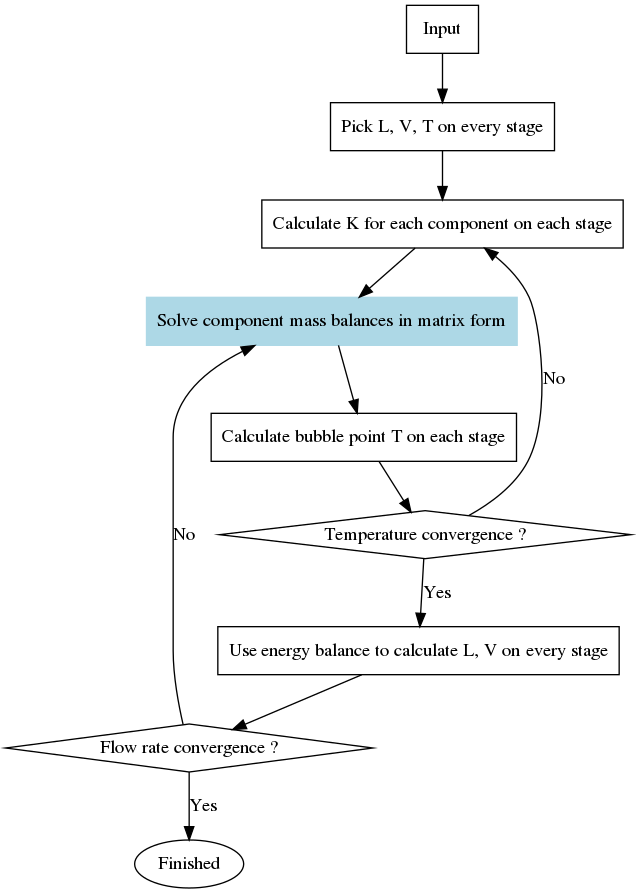 Input
Pick L, V, T on every stage
Calculate K for each component on each stage
Solve component mass balances in matrix form
No
Calculate bubble point T on each stage
No
Temperature convergence ?
Yes
Use energy balance to calculate L, V on every stage
Flow rate convergence ?
Yes
Finished